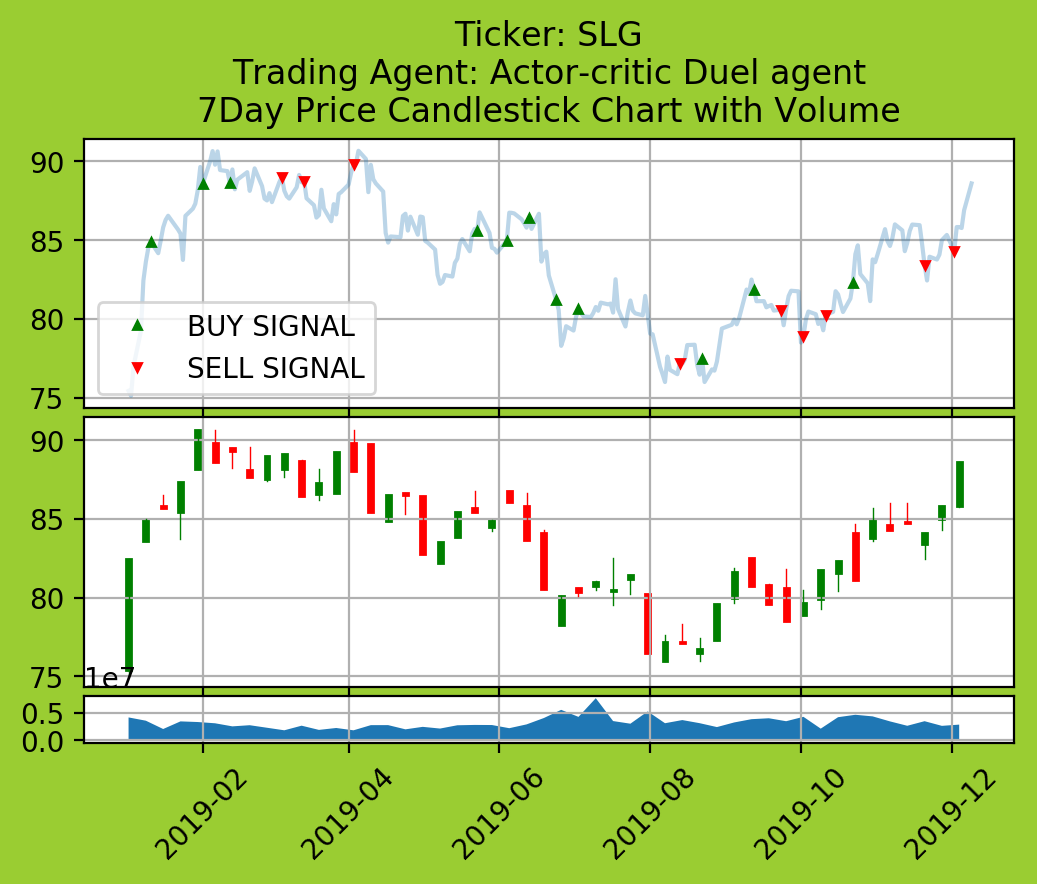 Ticker: SLG
Trading Agent: Actor-critic Duel agent
7Day Price Candlestick Chart with Volume
90
85
80
75
BUY SIGNAL
SELL SIGNAL
90
85
80
75
1e7
0.5
0.0
2019-02
2019-04
2019-06
2019-08
2019-10
2019-12